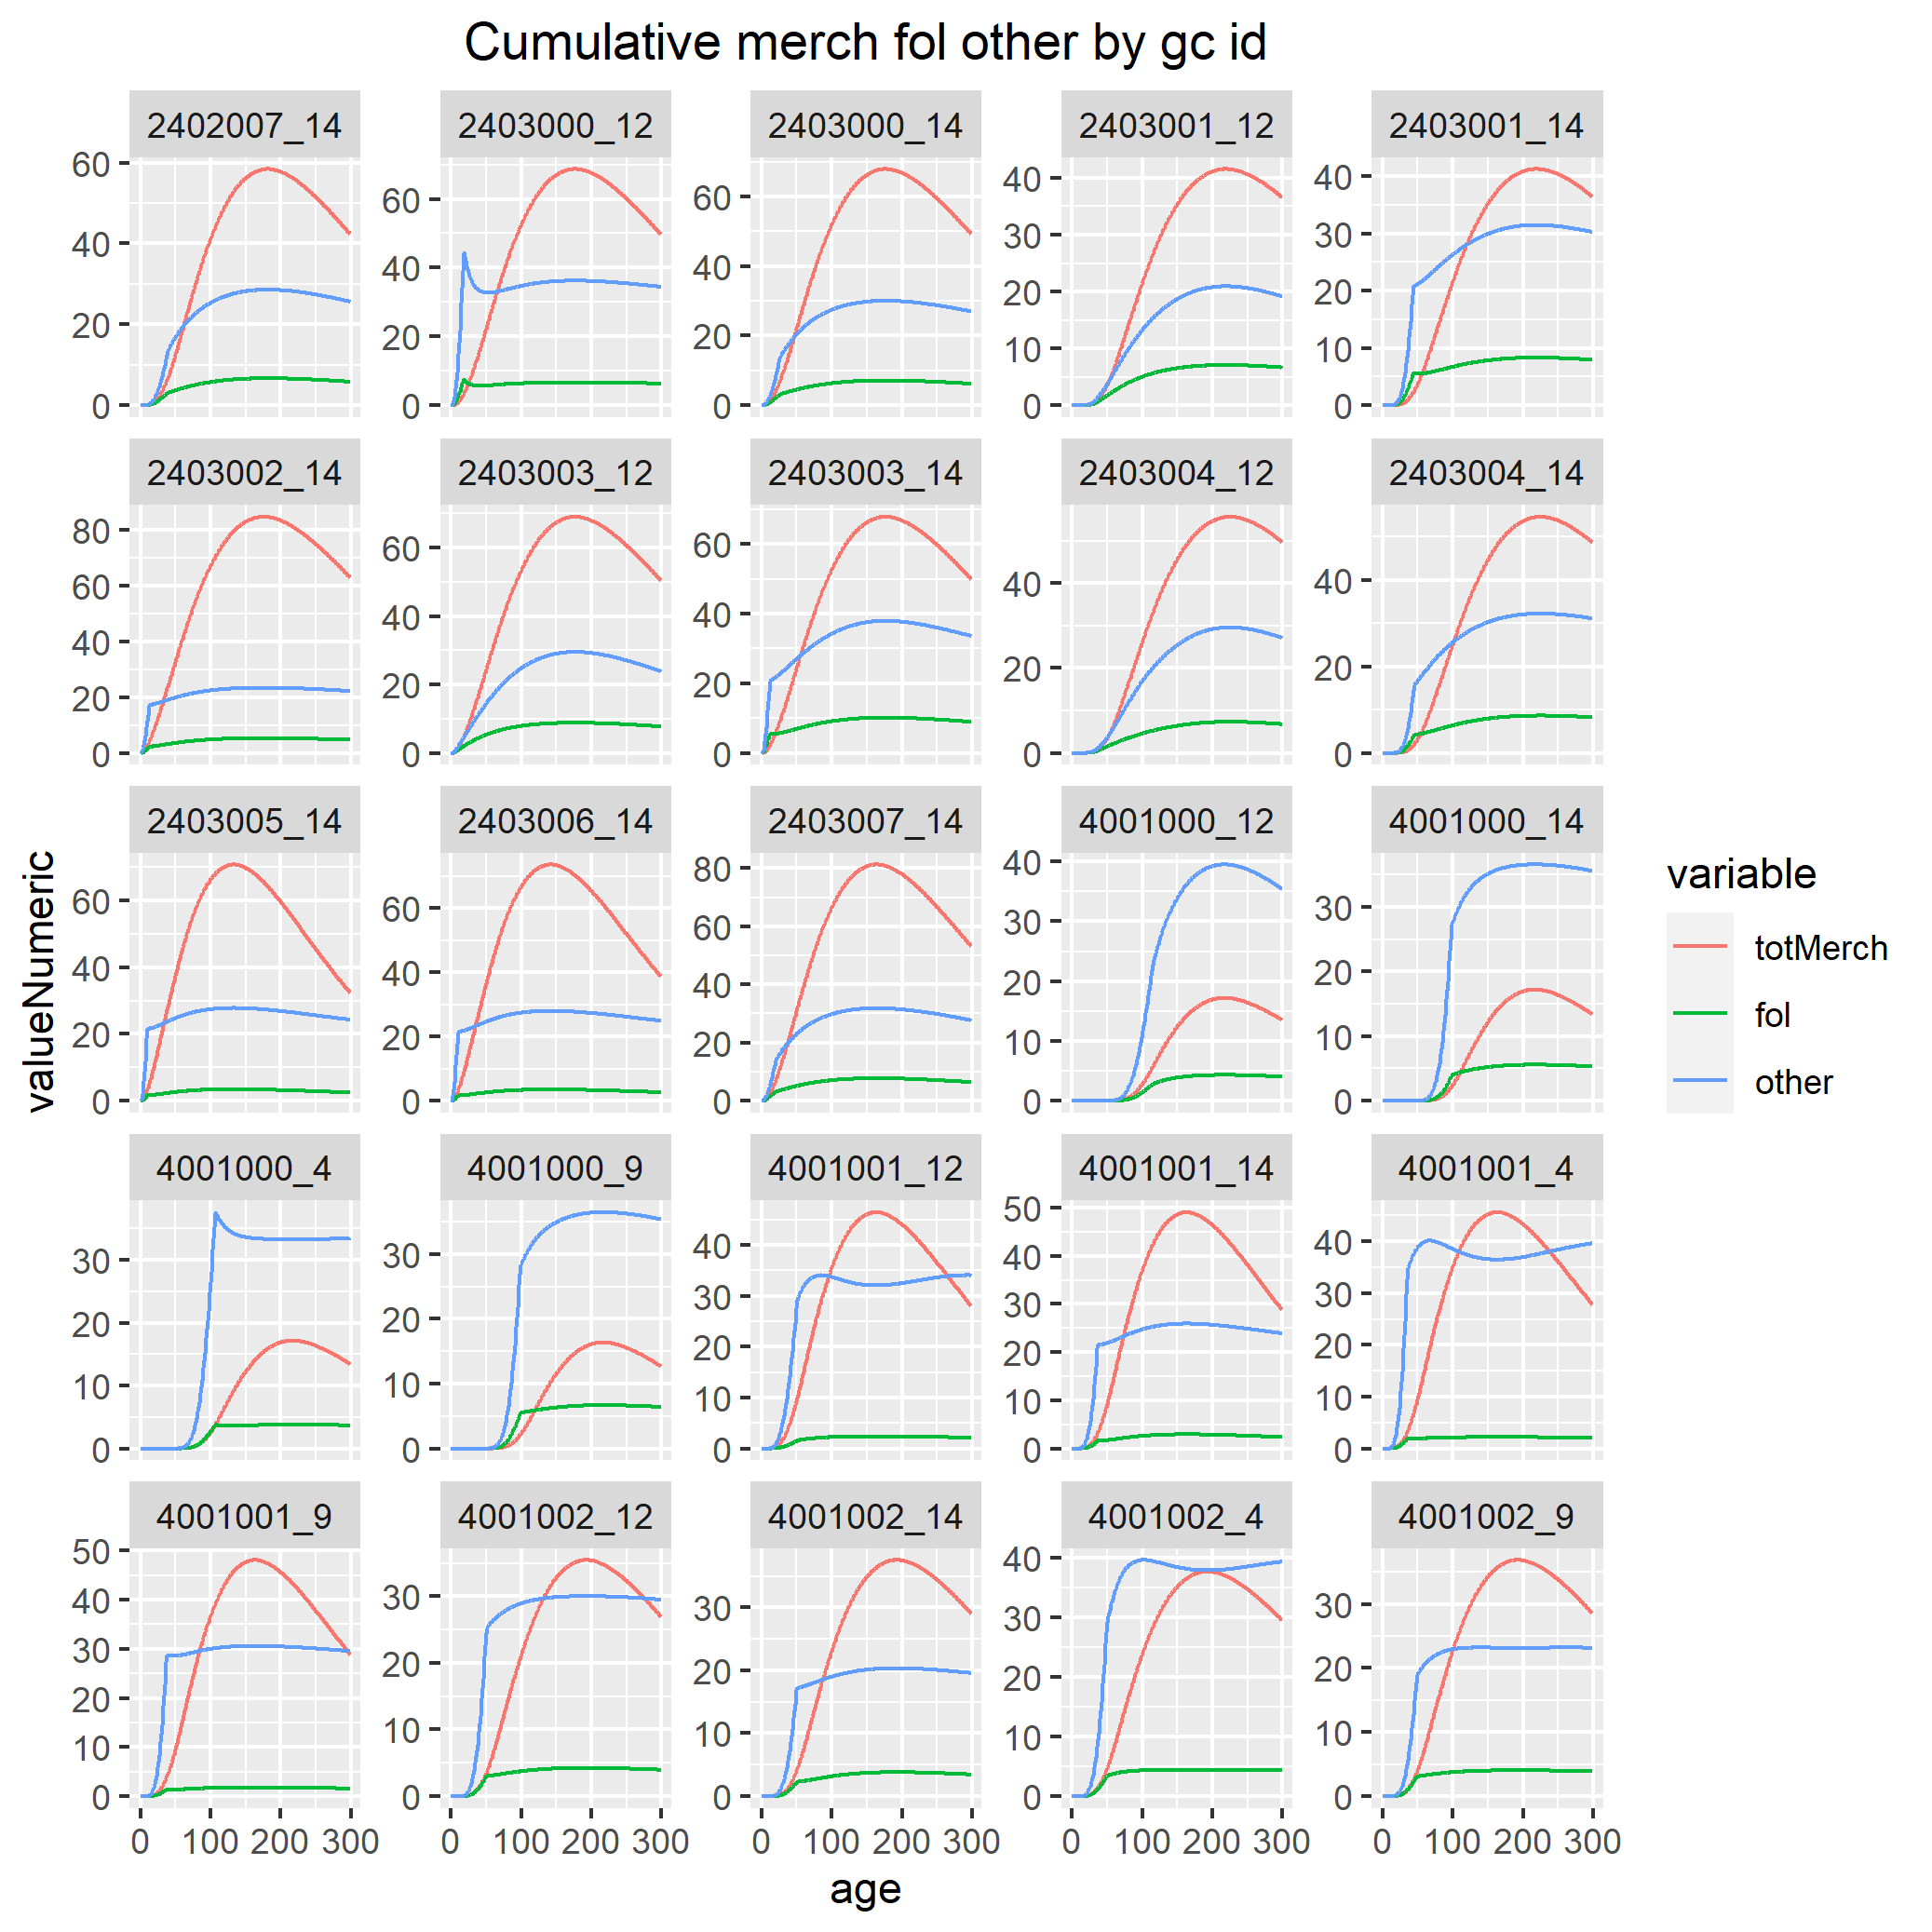 Cumulative merch fol other by gc id
2402007_14 2403000_12 2403000_14 2403001_12 2403001_14
60 40 20 0
60 40 20 0
60 40 20 0
40 30 20 10 0
40 30 20 10 0
2403002_14 2403003_12 2403003_14 2403004_12 2403004_14
80 60 40 20 0
60 40 20 0
60 40 20 0
40 20 0
40 20 0
2403005_14 2403006_14 2403007_14 4001000_12 4001000_14
60 40 20 0
60 40 20 0
80 60 40 20 0
40 30 20 10 0
30 20 10 0
4001000_4 4001000_9 4001001_12 4001001_14 4001001_4
30 20 10 0
30 20 10 0
40 30 20 10 0
50 40 30 20 10 0
40 30 20 10 0
4001001_9 4001002_12 4001002_14 4001002_4 4001002_9
50 40 30 20 10 0
30 20 10 0
30 20 10 0
40 30 20 10 0
30 20 10 0
0 100 200 300 0 100 200 300 0 100 200 300 0 100 200 300 0 100 200 300
age
valueNumeric
variable
totMerch
fol
other